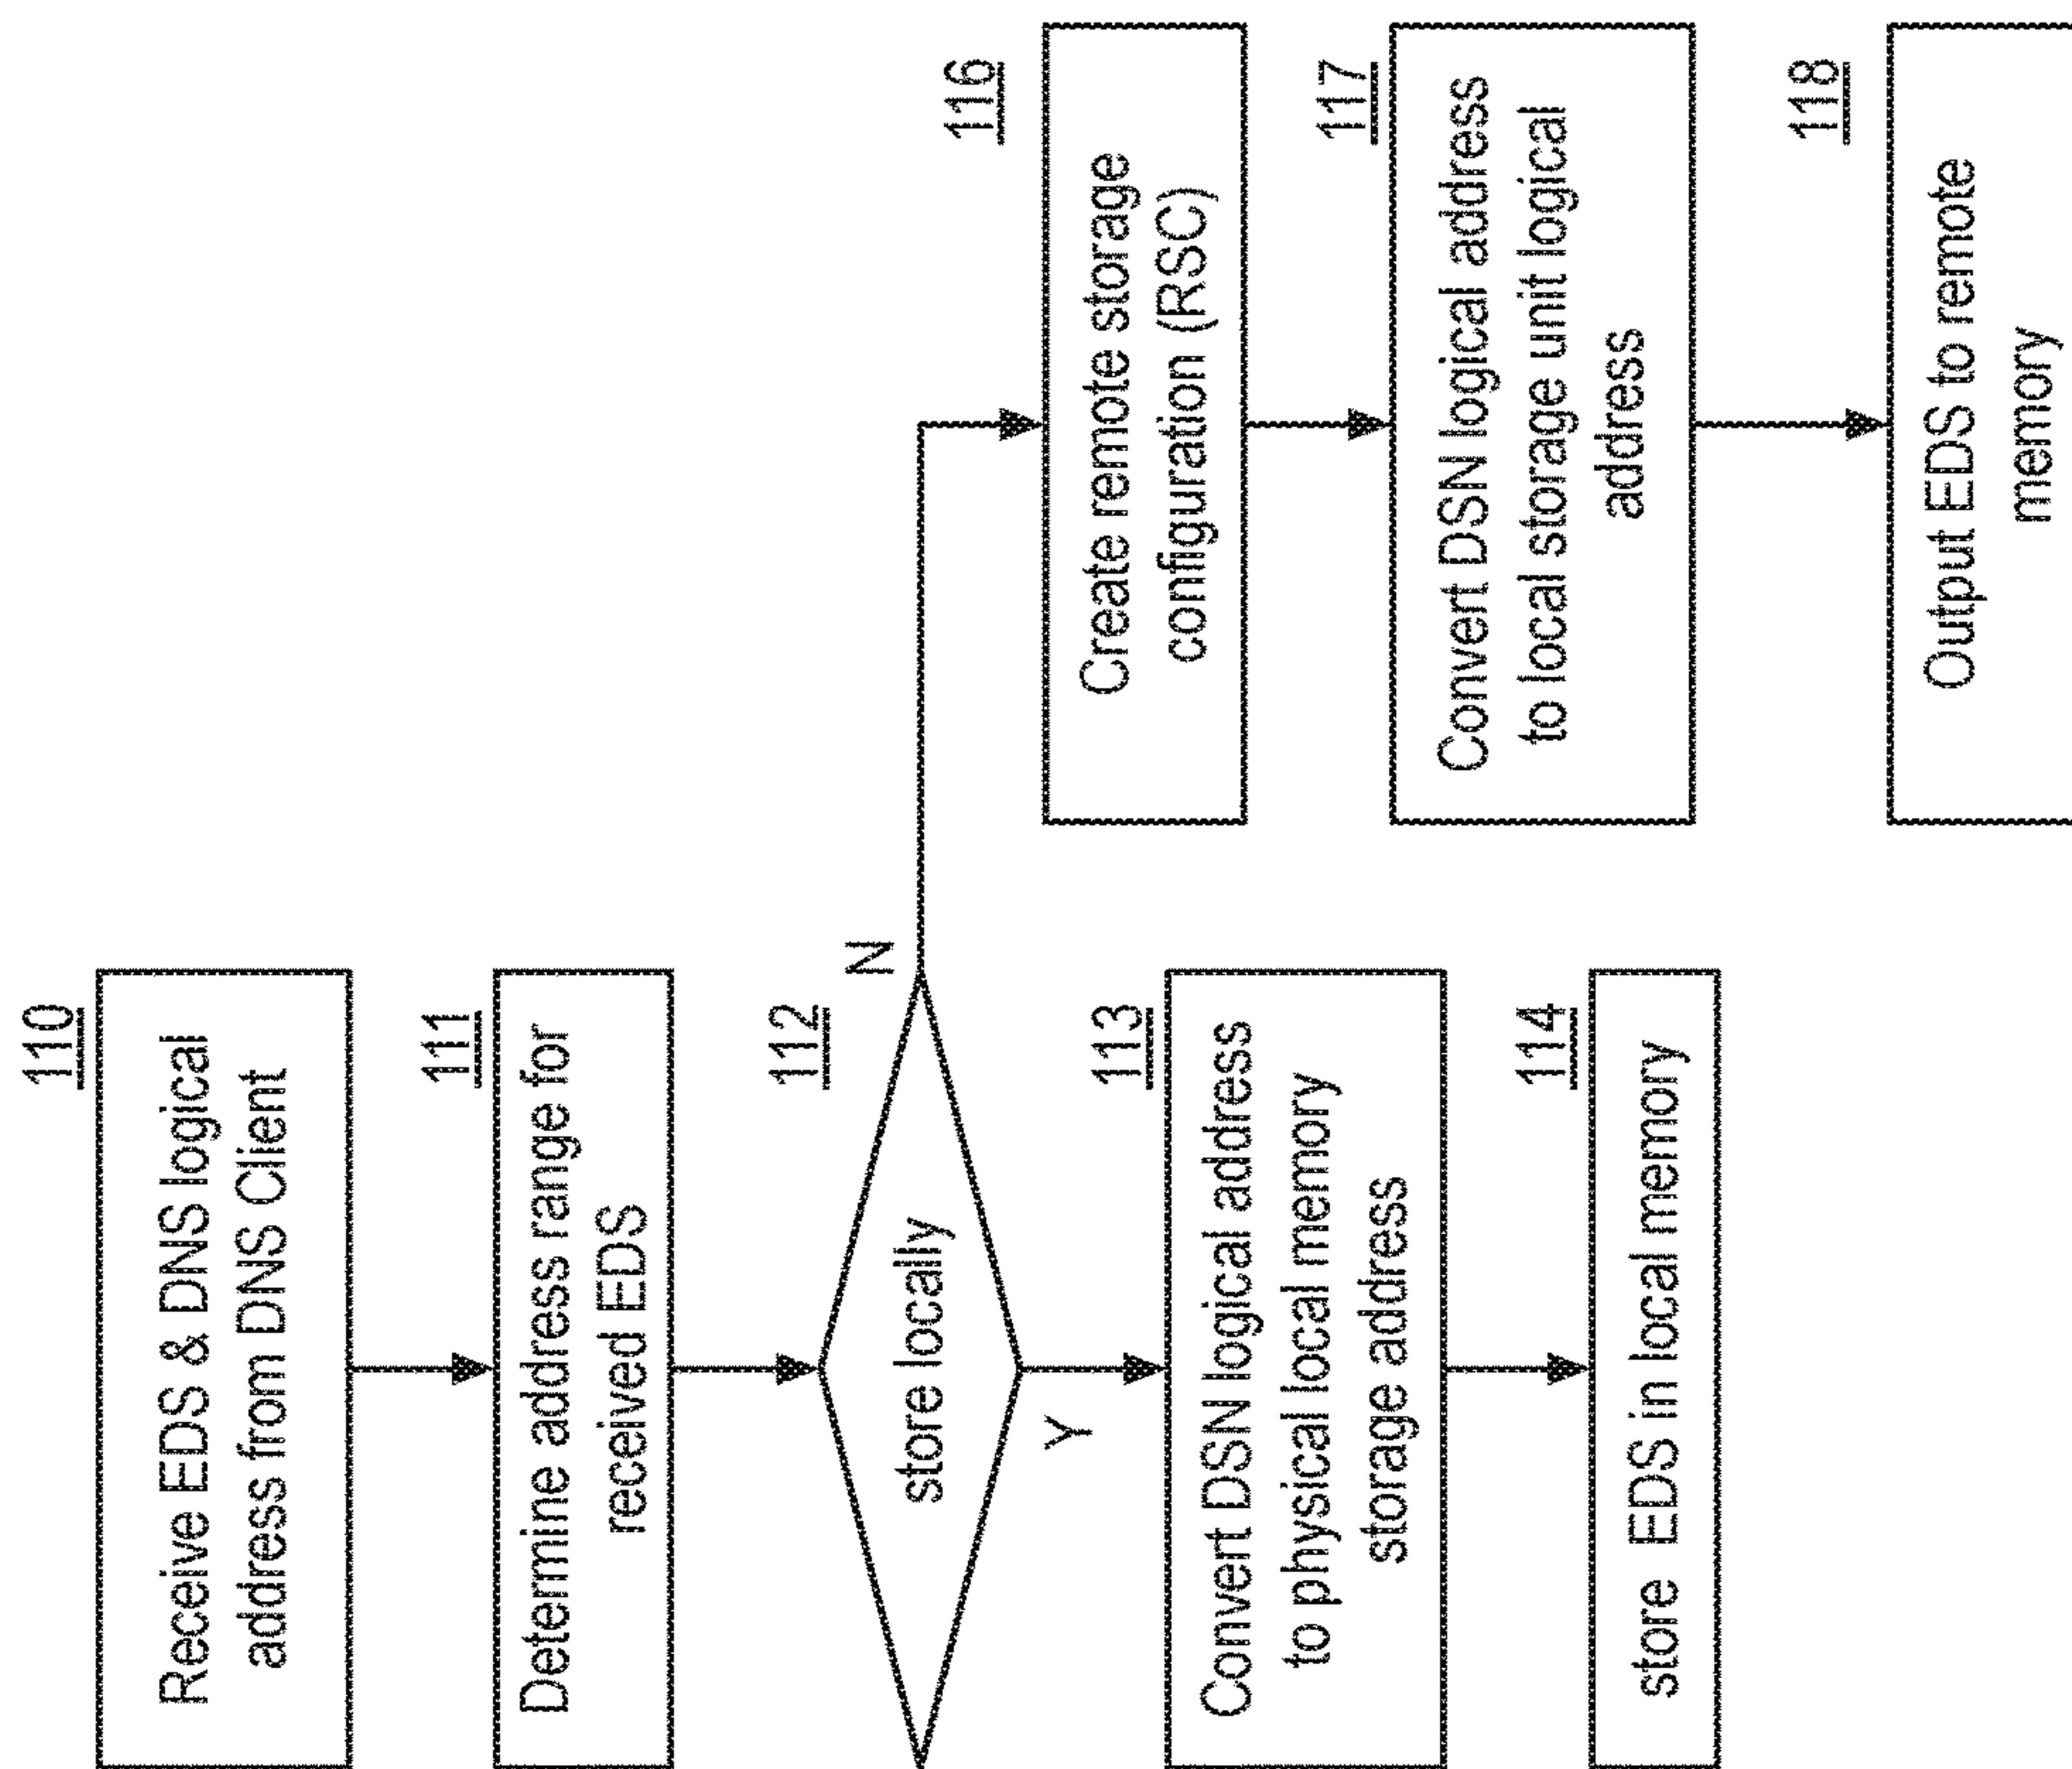 110
Receive EDS & DNS logical
address from DNS Client
111
Determine address range for
received EDS
112
store locally
N
Y
113
Convert DSN logical address
to physical local memory
storage address
114
store EDS in local memory
116
Create remote storage
configuration (RSC)
117
Convert DSN logical address
to local storage unit logical
address
118
Output EDS to remote
memory